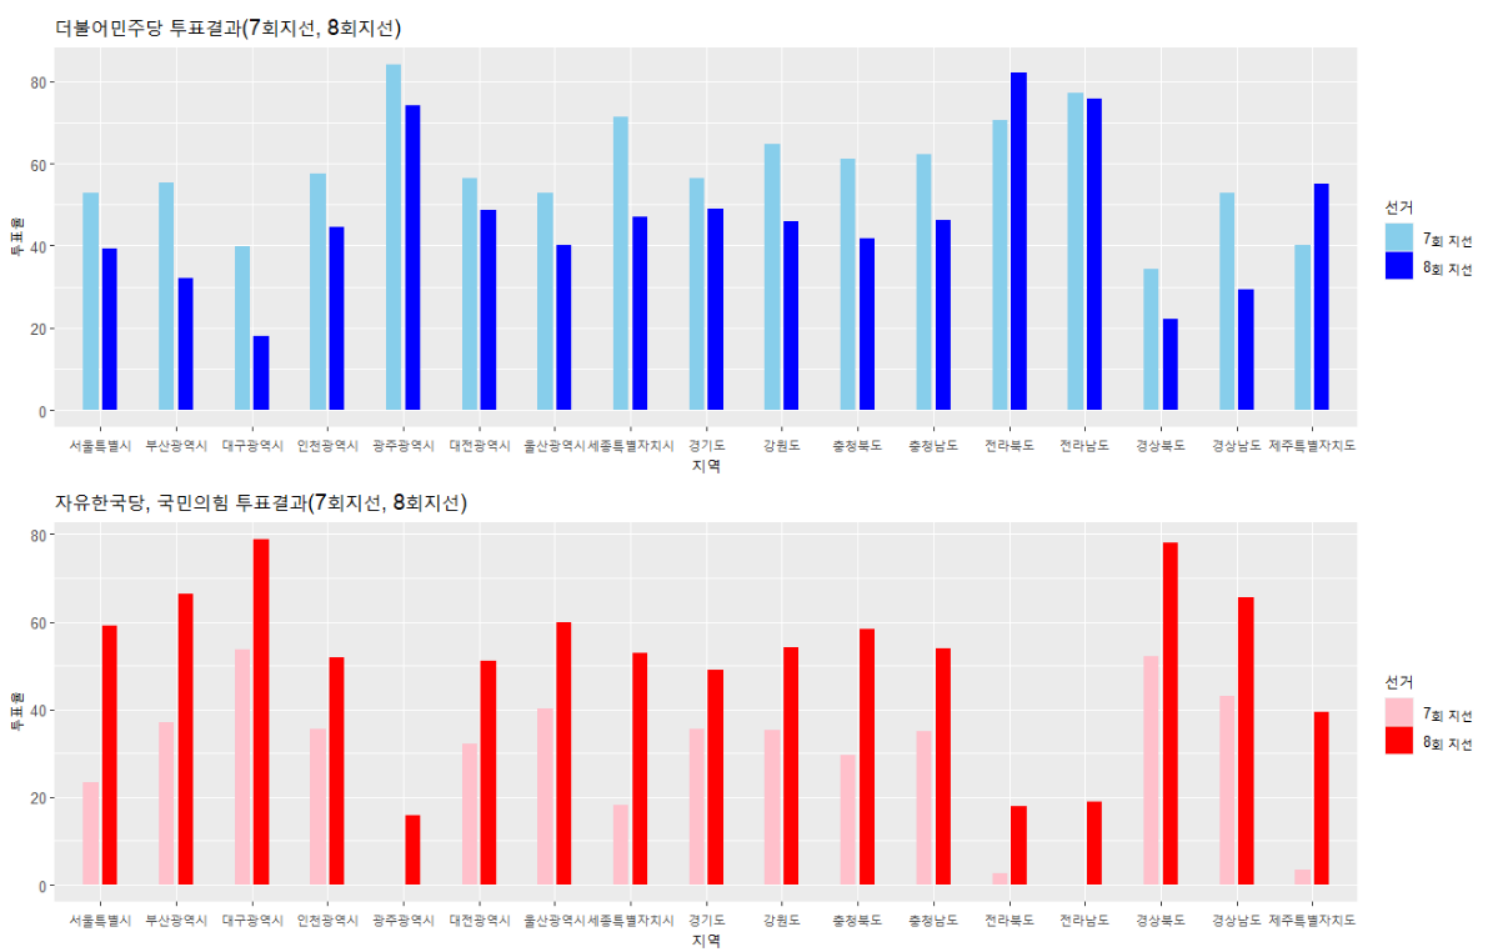 더불어민주당 투표결과(7회지선, 8회지선)
80
60
40
20
0
투표율
서울특별시 부산광역시 대구광역시 인천광역시 광주광역시 대전광역시 울산광역시 세종특별자치시 경기도 강원도 충청북도 충청남도 전라북도 전라남도 경상북도 경상남도 제주특별자치도
지역
선거
7회 지선
8회 지선
자유한국당, 국민의힘 투표결과(7회지선, 8회지선)
80
60
40
20
0
투표율
서울특별시 부산광역시 대구광역시 인천광역시 광주광역시 대전광역시 울산광역시 세종특별자치시 경기도 강원도 충청북도 충청남도 전라북도 전라남도 경상북도 경상남도 제주특별자치도
지역
선거
7회 지선
8회 지선